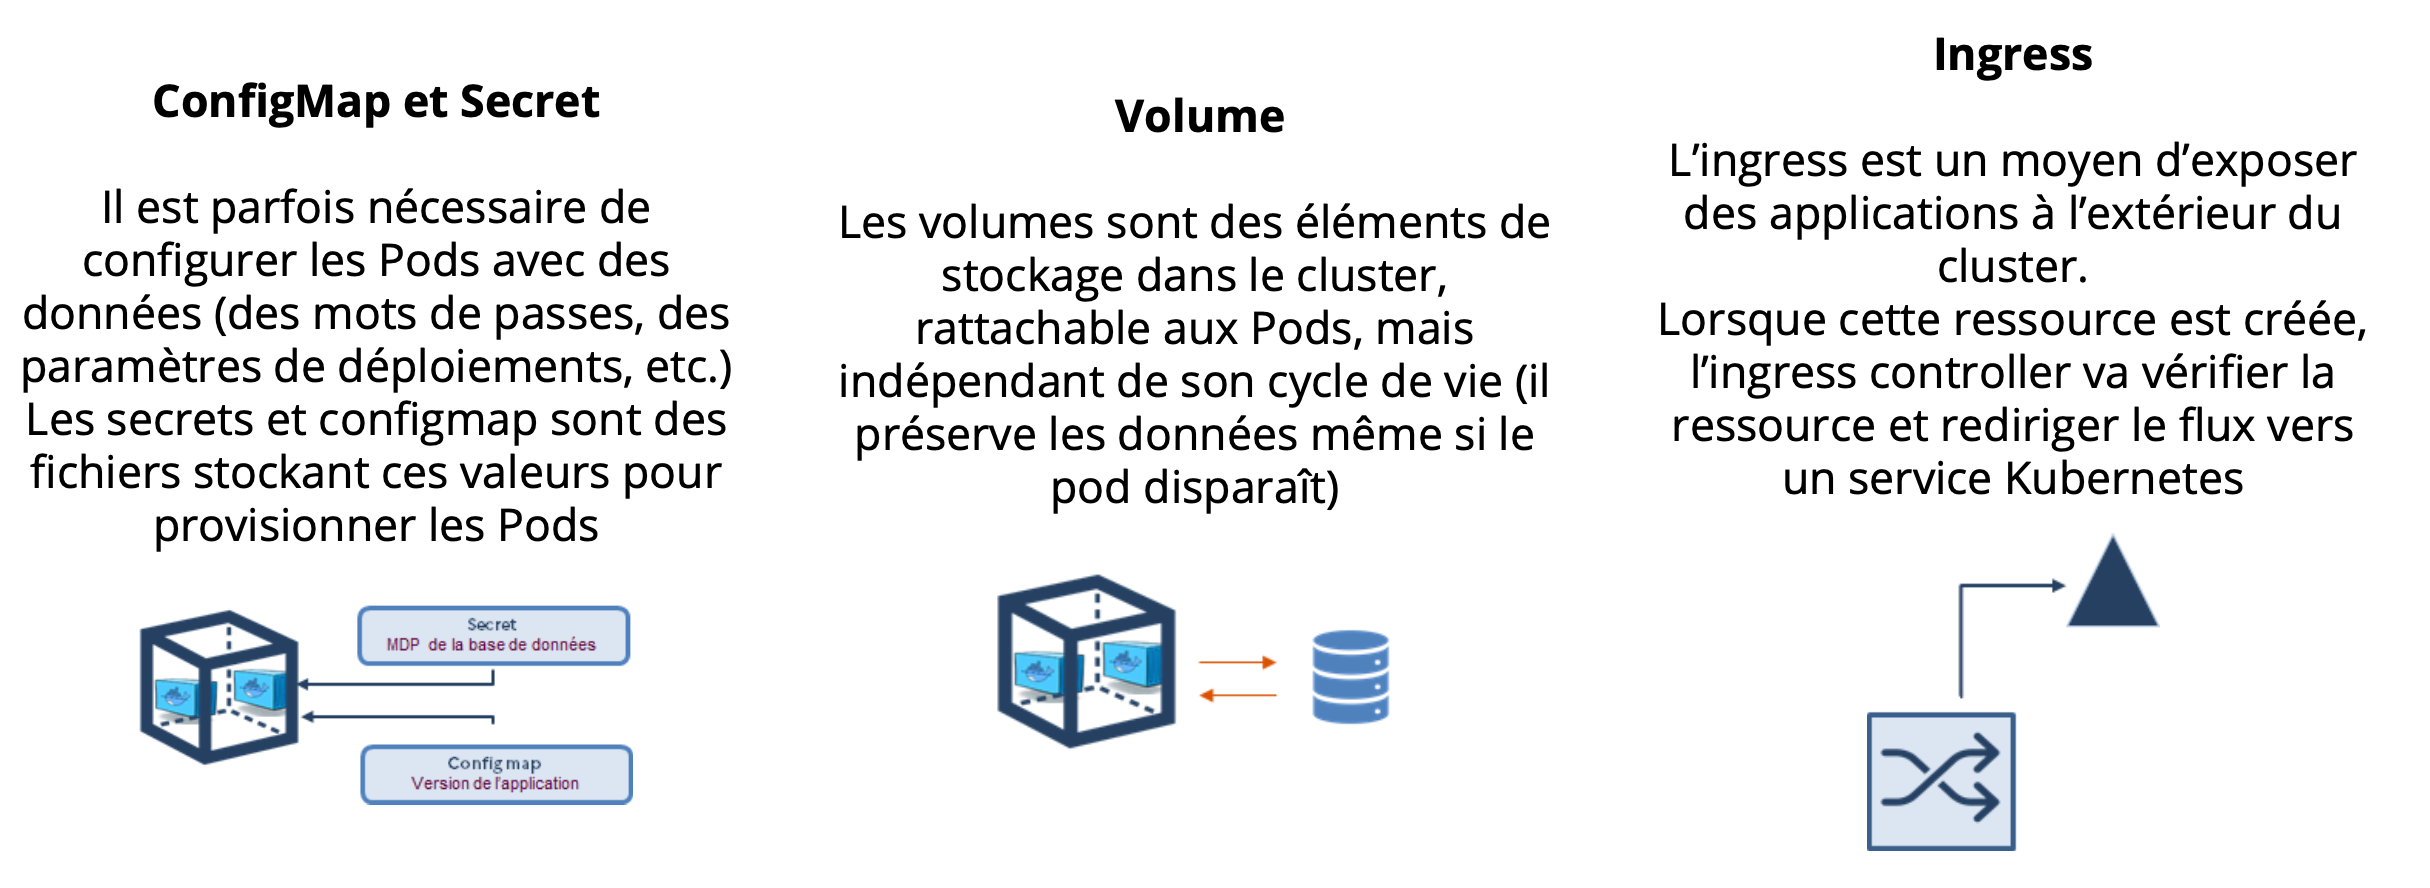 ConfigMap et Secret
Il est parfois nécessaire de
configurer les Pods avec des
données (des mots de passes, des
paramètres de déploiements, etc.)
Les secrets et configmap sont des
fichiers stockant ces valeurs pour
provisionner les Pods
Secret
MDP de la base de données
Configmap
Version de l'application
Volume
Les volumes sont des éléments de
stockage dans le cluster,
rattachable aux Pods, mais
indépendant de son cycle de vie (il
préserve les données même si le
pod disparaît)
Ingress
L’ingress est un moyen d’exposer
des applications à l’extérieur du
cluster.
Lorsque cette ressource est créée,
l’ingress controller va vérifier la
ressource et rediriger le flux vers
un service Kubernetes